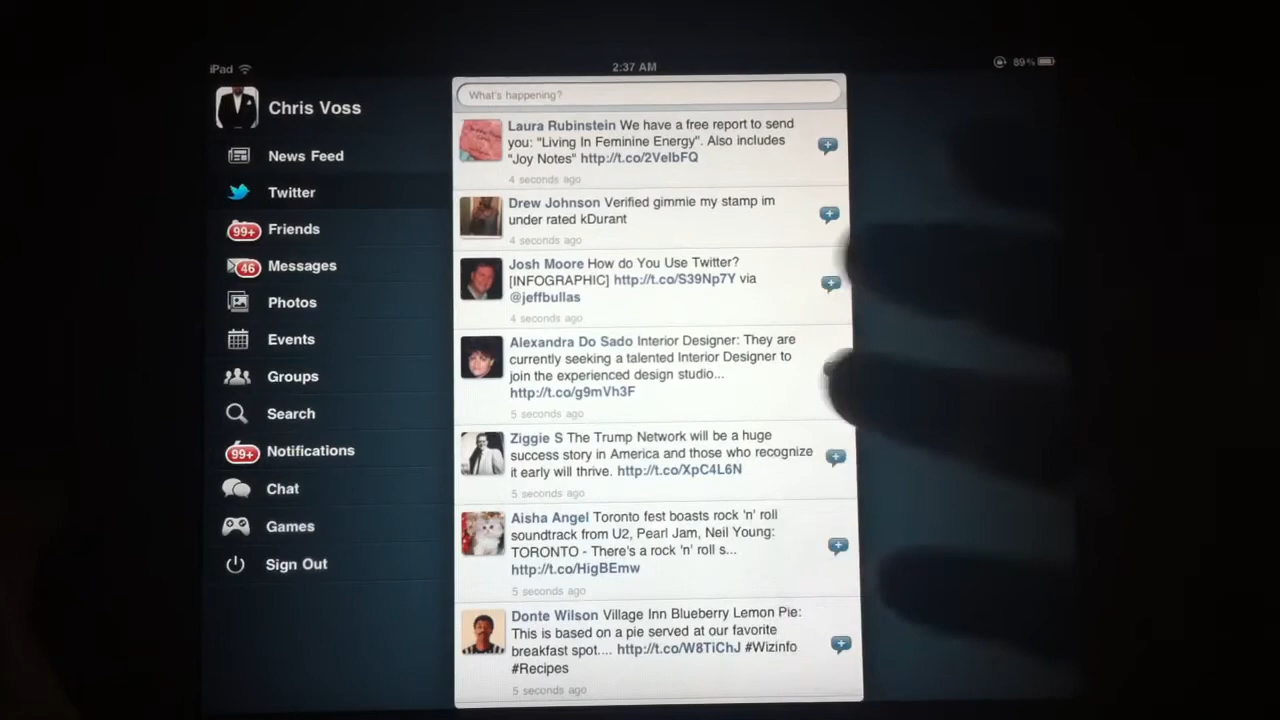 iPad
2:37 AM
89%
Chris Voss
News Feed
Twitter
99+ Friends
46 Messages
Photos
Events
Groups
Search
99+ Notifications
Chat
Games
Sign Out
What's happening?
Laura Rubinstein We have a free report to send
you: "Living In Feminine Energy". Also includes
"Joy Notes" http://t.co/2VelbFQ
4 seconds ago
Drew Johnson Verified gimmie my stamp im
under rated kDurant
4 seconds ago
Josh Moore How do You Use Twitter?
[INFOGRAPHIC] http://t.co/S39Np7Y via
@jeffbullas
4 seconds ago
Alexandra Do Sado Interior Designer: They are
currently seeking a talented Interior Designer to
join the experienced design studio...
http://t.co/g9mVh3F
5 seconds ago
Ziggie S The Trump Network will be a huge
success story in America and those who recognize
it early will thrive. http://t.co/XpC4L6N
5 seconds ago
Aisha Angel Toronto fest boasts rock 'n' roll
soundtrack from U2, Pearl Jam, Neil Young:
TORONTO - There's a rock 'n' roll s...
http://t.co/HigBEmw
5 seconds ago
Donte Wilson Village Inn Blueberry Lemon Pie:
This is based on a pie served at our favorite
breakfast spot.... http://t.co/W8TiChJ #Wizinfo
#Recipes
5 seconds ago